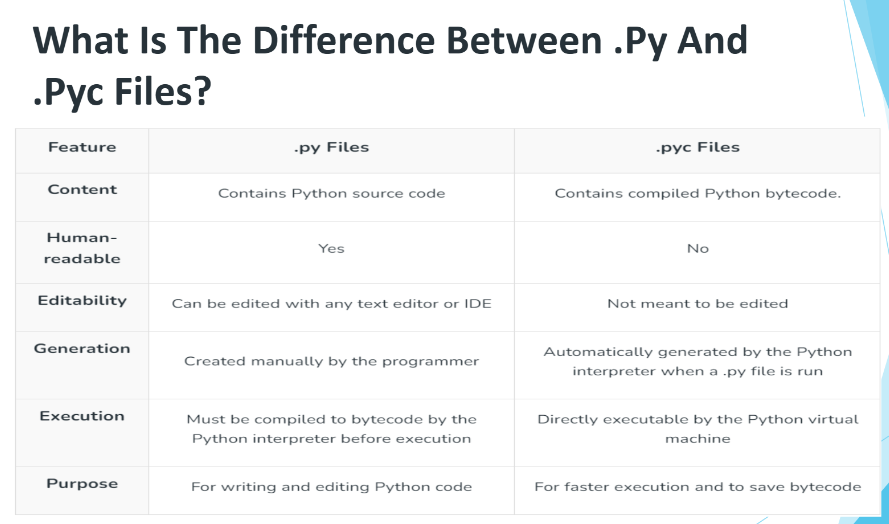 What Is The Difference Between .Py And
.Pyc Files?
Feature .py Files .pyc Files
Content Contains Python source code Contains compiled Python bytecode.
Human-
readable Yes No
Editability Can be edited with any text editor or IDE Not meant to be edited
Generation Created manually by the programmer Automatically generated by the Python
interpreter when a .py file is run
Execution Must be compiled to bytecode by the
Python interpreter before execution
Directly executable by the Python virtual
machine
Purpose For writing and editing Python code For faster execution and to save bytecode